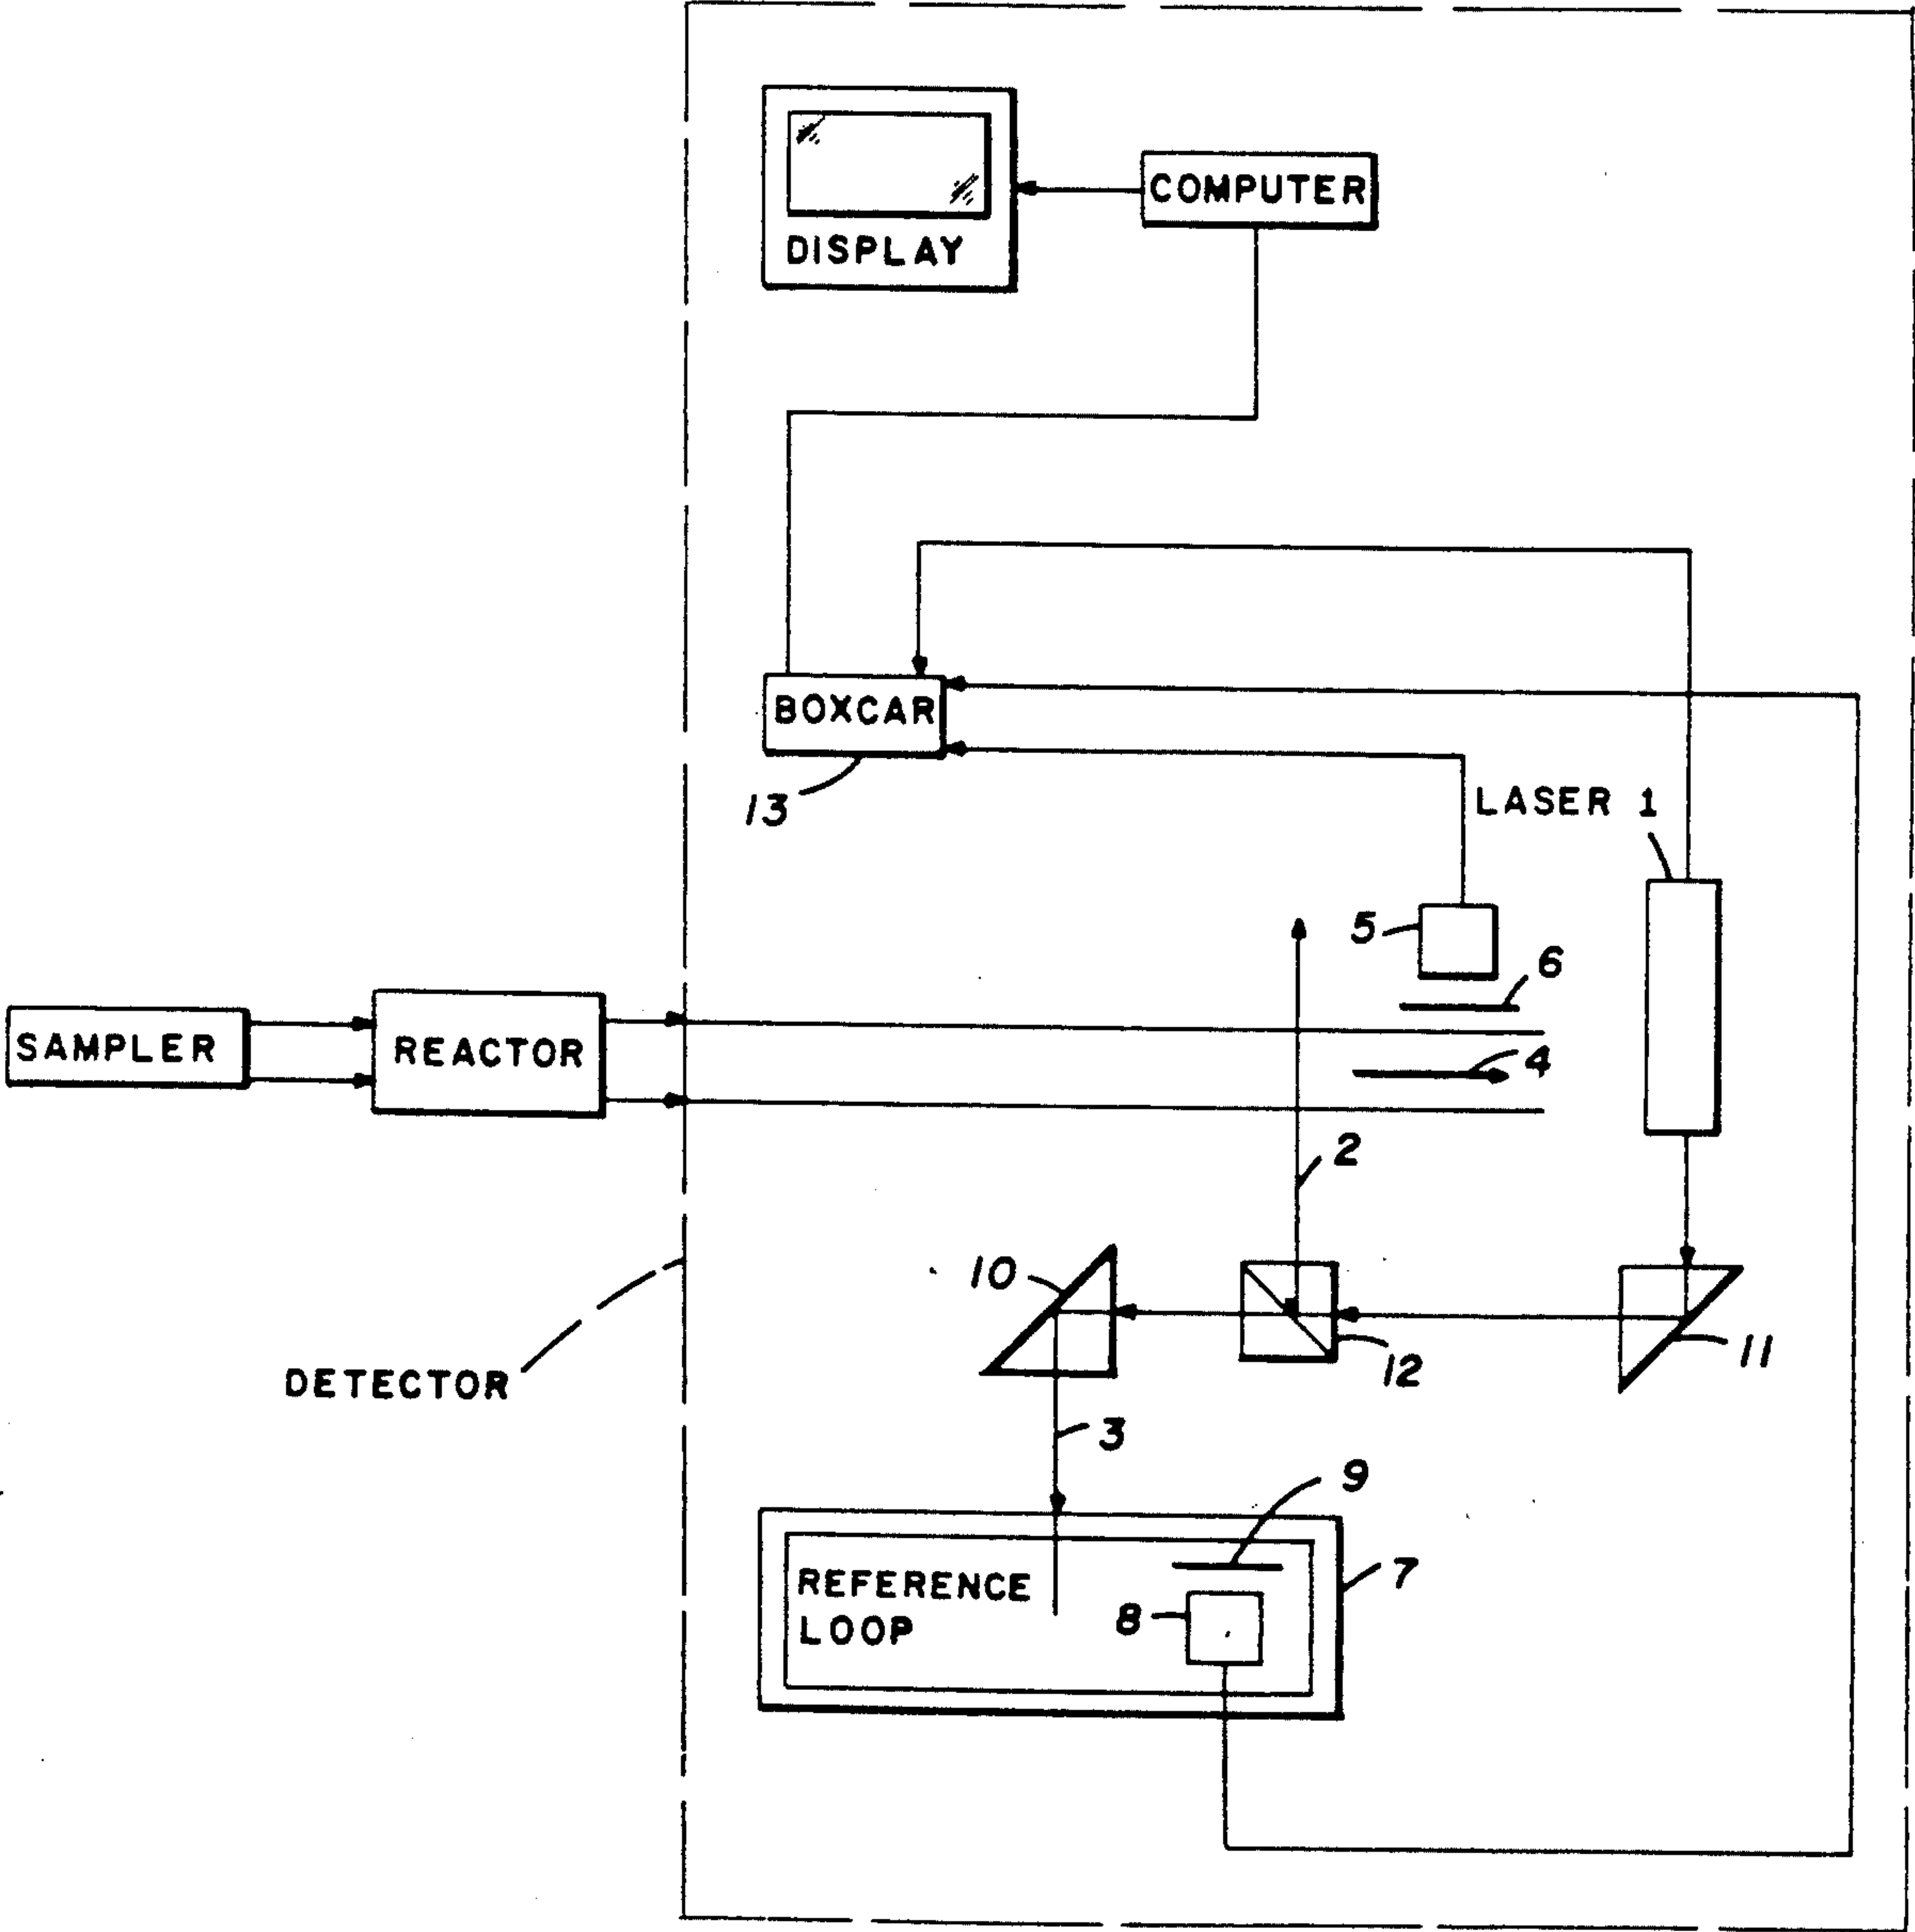 COMPUTER
DISPLAY
BOXCAR
13
LASER 1
5
6
SAMPLER
REACTOR
4
2
10
12
11
DETECTOR
3
9
REFERENCE
LOOP
7
8